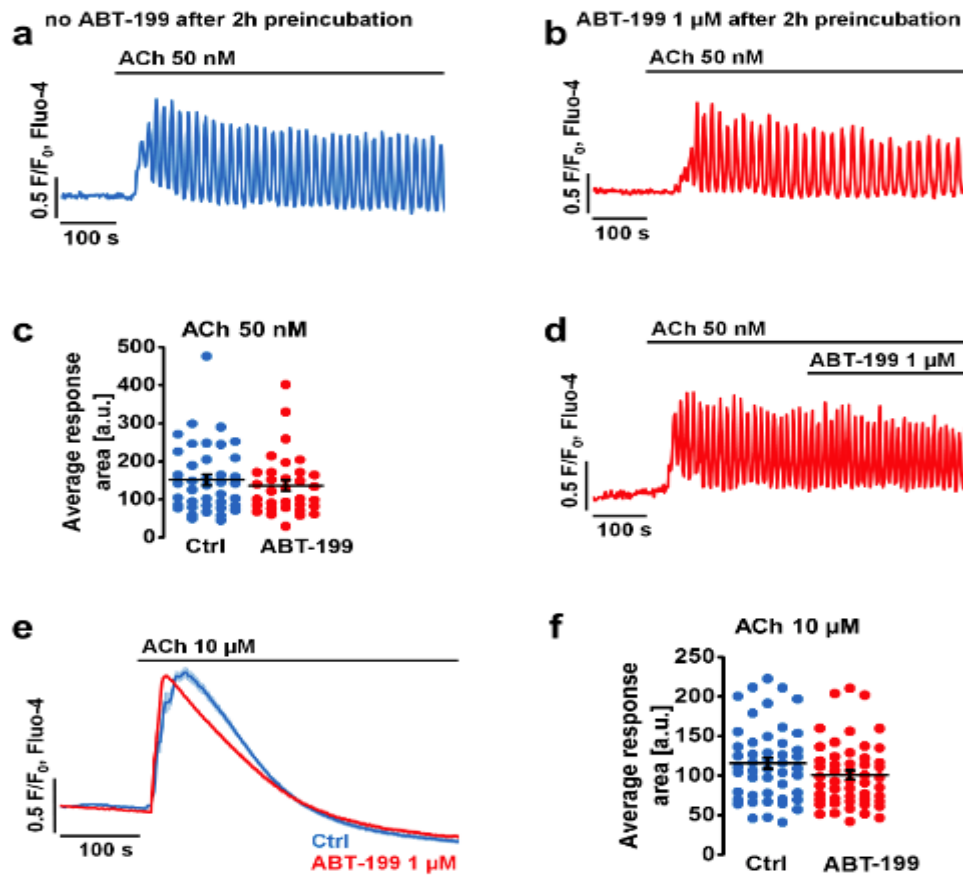 no ABT-199 after 2h preincubation
ABT-199 1 µM after 2h preincubation
a
ACh 50 nM
0.5 F/F0, Fluo-4
100 s
b
ACh 50 nM
0.5 F/F0, Fluo-4
100 s
c
ACh 50 nM
Average response
area [a.u.]
500
400
300
200
100
0
Ctrl
ABT-199
d
ACh 50 nM
ABT-199 1 µM
0.5 F/F0, Fluo-4
100 s
e
ACh 10 µM
0.5 F/F0, Fluo-4
100 s
Ctrl
ABT-199 1 µM
f
ACh 10 µM
Average response
area [a.u.]
250
200
150
100
50
0
Ctrl
ABT-199